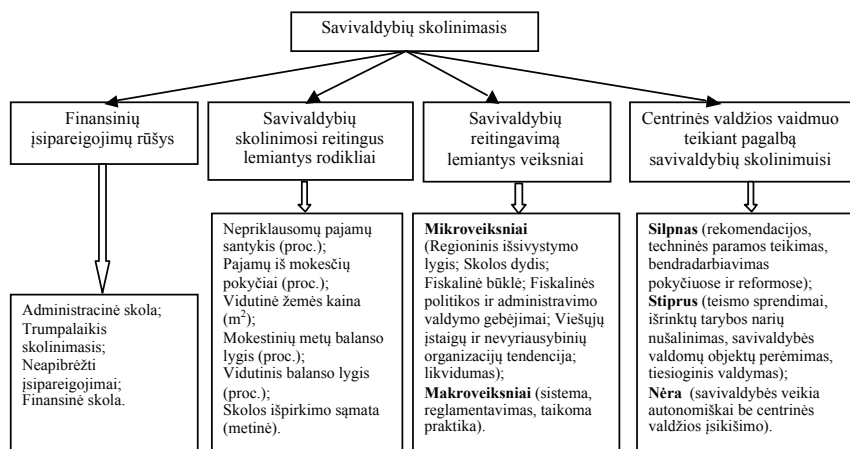 Savivaldybių skolinimasis
Finansinių
įsipareigojimų rūšys
Savivaldybių
skolinimosi reitingus
lemiantys rodikliai
Savivaldybių
reitingavimą
lemiantys veiksniai
Centrinės valdžios vaidmuo
teikiant pagalbą
savivaldybių skolinimuisi
Administracinė skola;
Trumpalaikis
skolinimasis;
Neapibrėžti
įsipareigojimai;
Finansinė skola.
Nepriklausomų pajamų
santykis (proc.);
Pajamų iš mokesčių
pokyčiai (proc.);
Vidutinė žemės kaina
(m²);
Mokestinių metų balanso
lygis (proc.);
Vidutinis balanso lygis
(proc.);
Skolos išpirkimo sąmata
(metinė).
Mikroveiksniai
(Regioninis išsivystymo
lygis; Skolos dydis;
Fiskalinė būklė; Fiskalinės
politikos ir administravimo
valdymo gebėjimai; Viešųjų
įstaigų ir nevyriausybinių
organizacijų tendencija;
likvidumas);
Makroveiksniai (sistema,
reglamentavimas, taikoma
praktika).
Silpnas (rekomendacijos,
techninės paramos teikimas,
bendradarbiavimas
pokyčiuose ir reformose);
Stiprus (teismo sprendimai,
išrinktų tarybos narių
nušalinimas, savivaldybės
valdomų objektų perėmimas,
tiesioginis valdymas);
Nėra (savivaldybės veikia
autonomiškai be centrinės
valdžios įsikišimo).